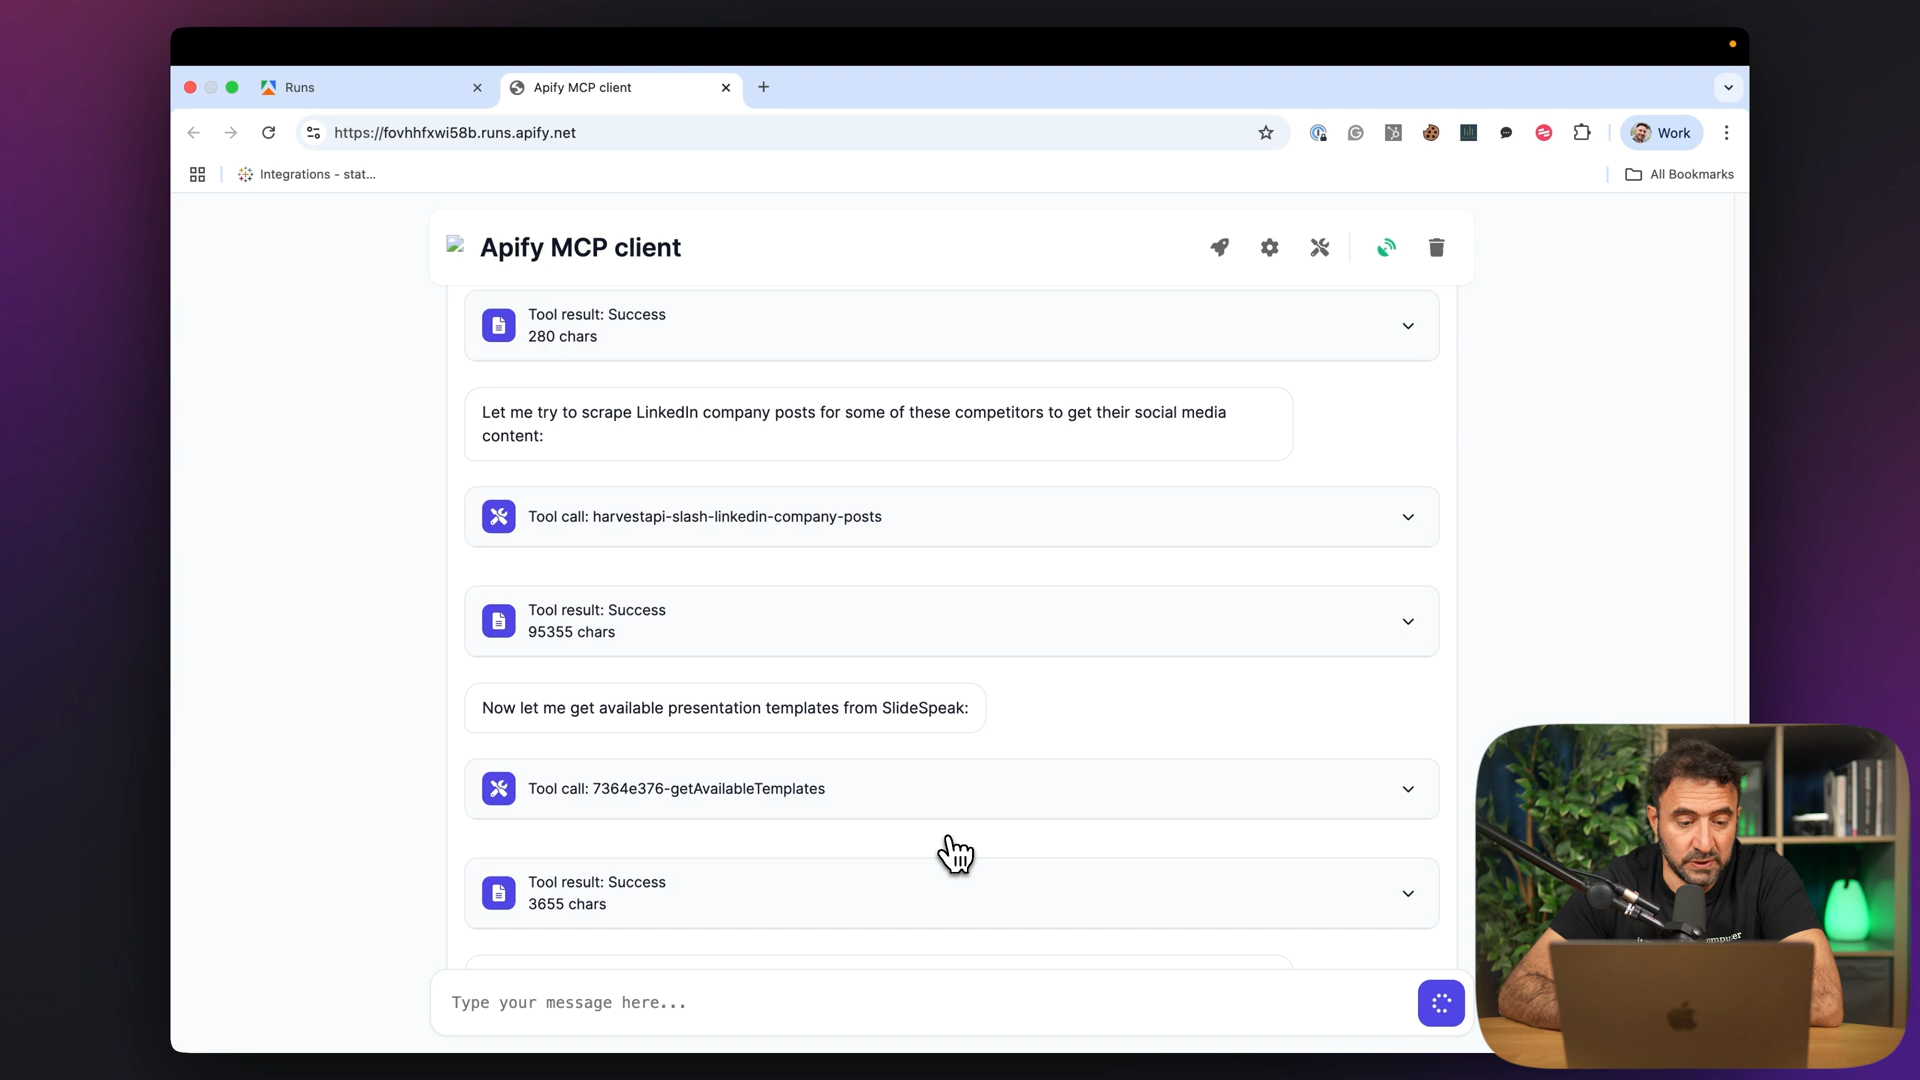 Runs
Apify MCP client
https://fovhhfxwi58b.runs.apify.net
Work
Integrations - stat...
All Bookmarks
Apify MCP client
Tool result: Success
280 chars
Let me try to scrape LinkedIn company posts for some of these competitors to get their social media
content:
Tool call: harvestapi-slash-linkedin-company-posts
Tool result: Success
95355 chars
Now let me get available presentation templates from SlideSpeak:
Tool call: 7364e376-getAvailableTemplates
Tool result: Success
3655 chars
Type your message here...